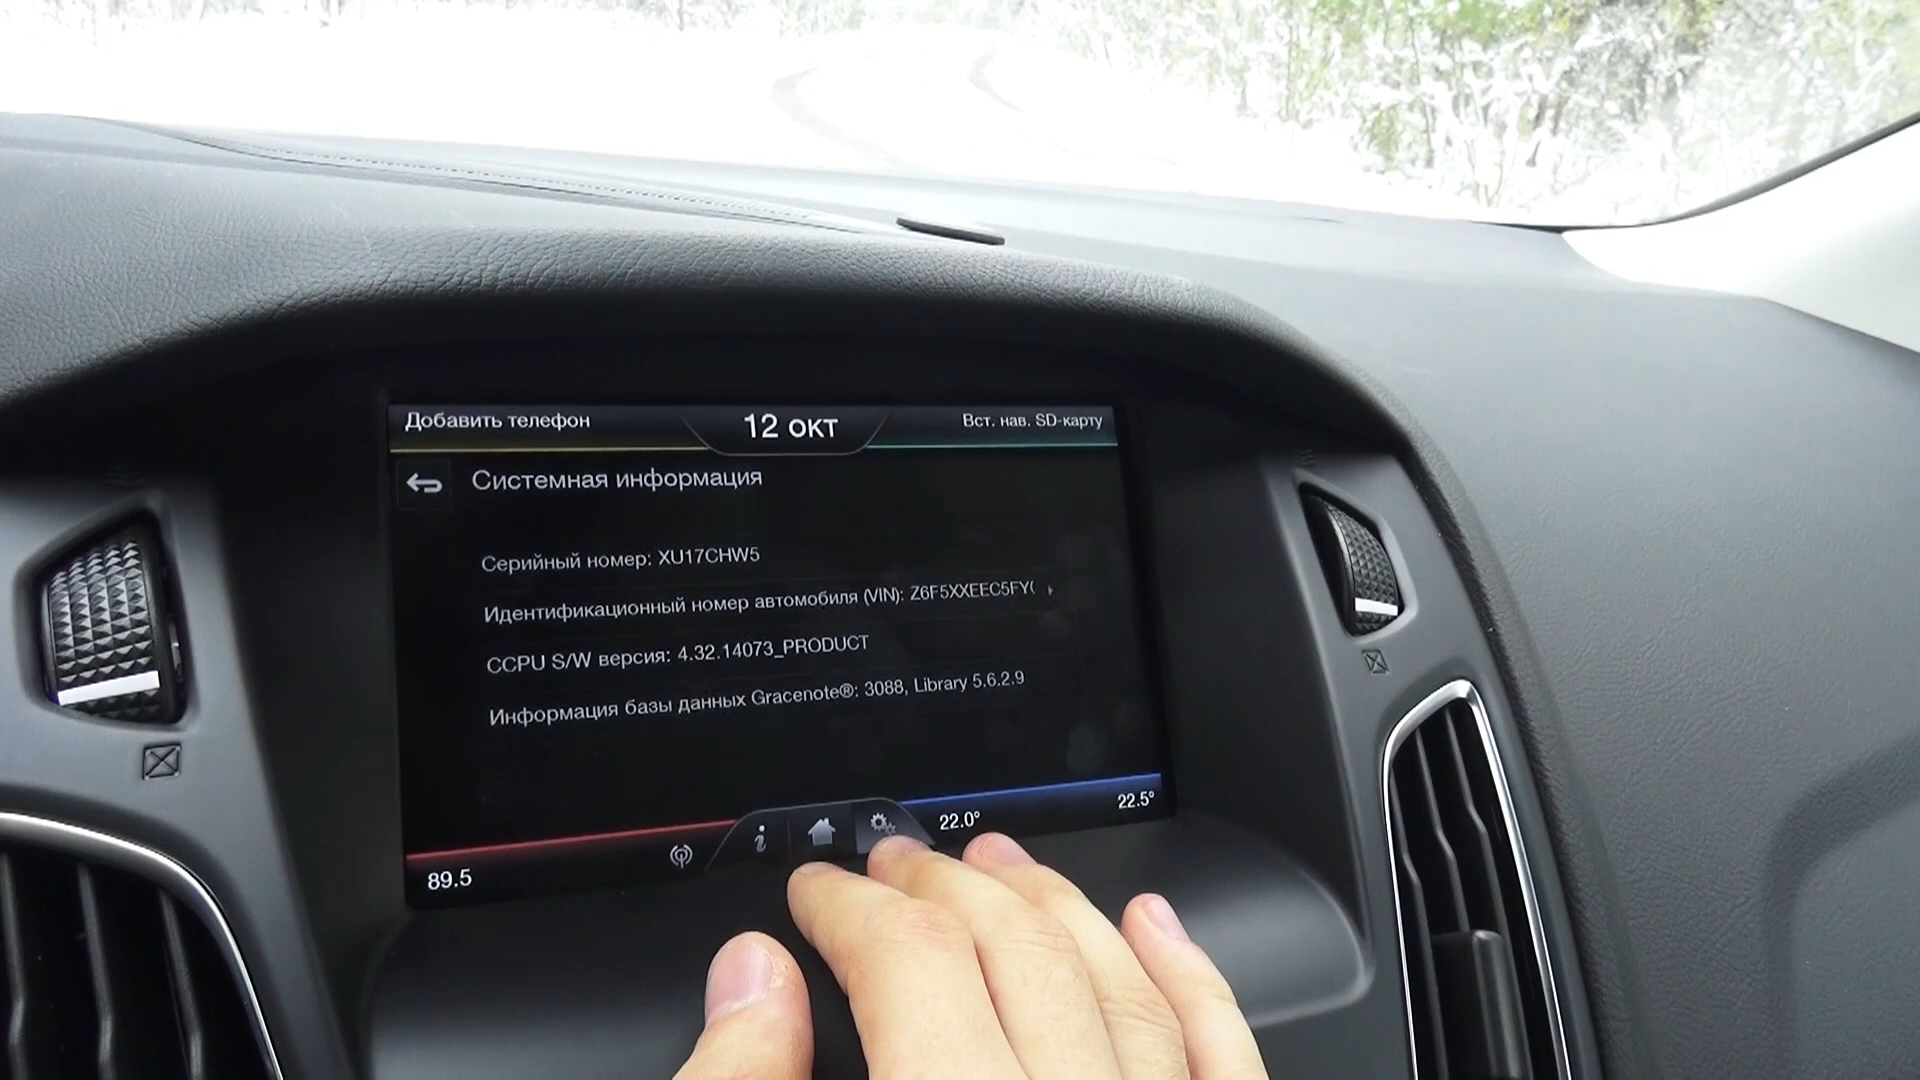 Добавить телефон
12 окт
Вст. нав. SD-карту
Системная информация
Серийный номер: XU17CHW5
Идентификационный номер автомобиля (VIN): Z6F5XXEEC5FY(
CCPU S/W версия: 4.32.14073_PRODUCT
Информация базы данных Gracenote®: 3088, Library 5.6.2.9
89.5
22.0°
22.5°